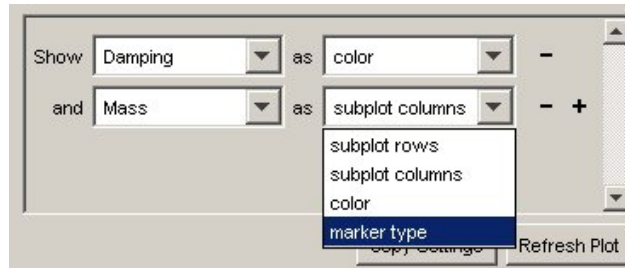 Show Damping as color −
and Mass as subplot columns − +
subplot rows
subplot columns
color
marker type
Refresh Plot